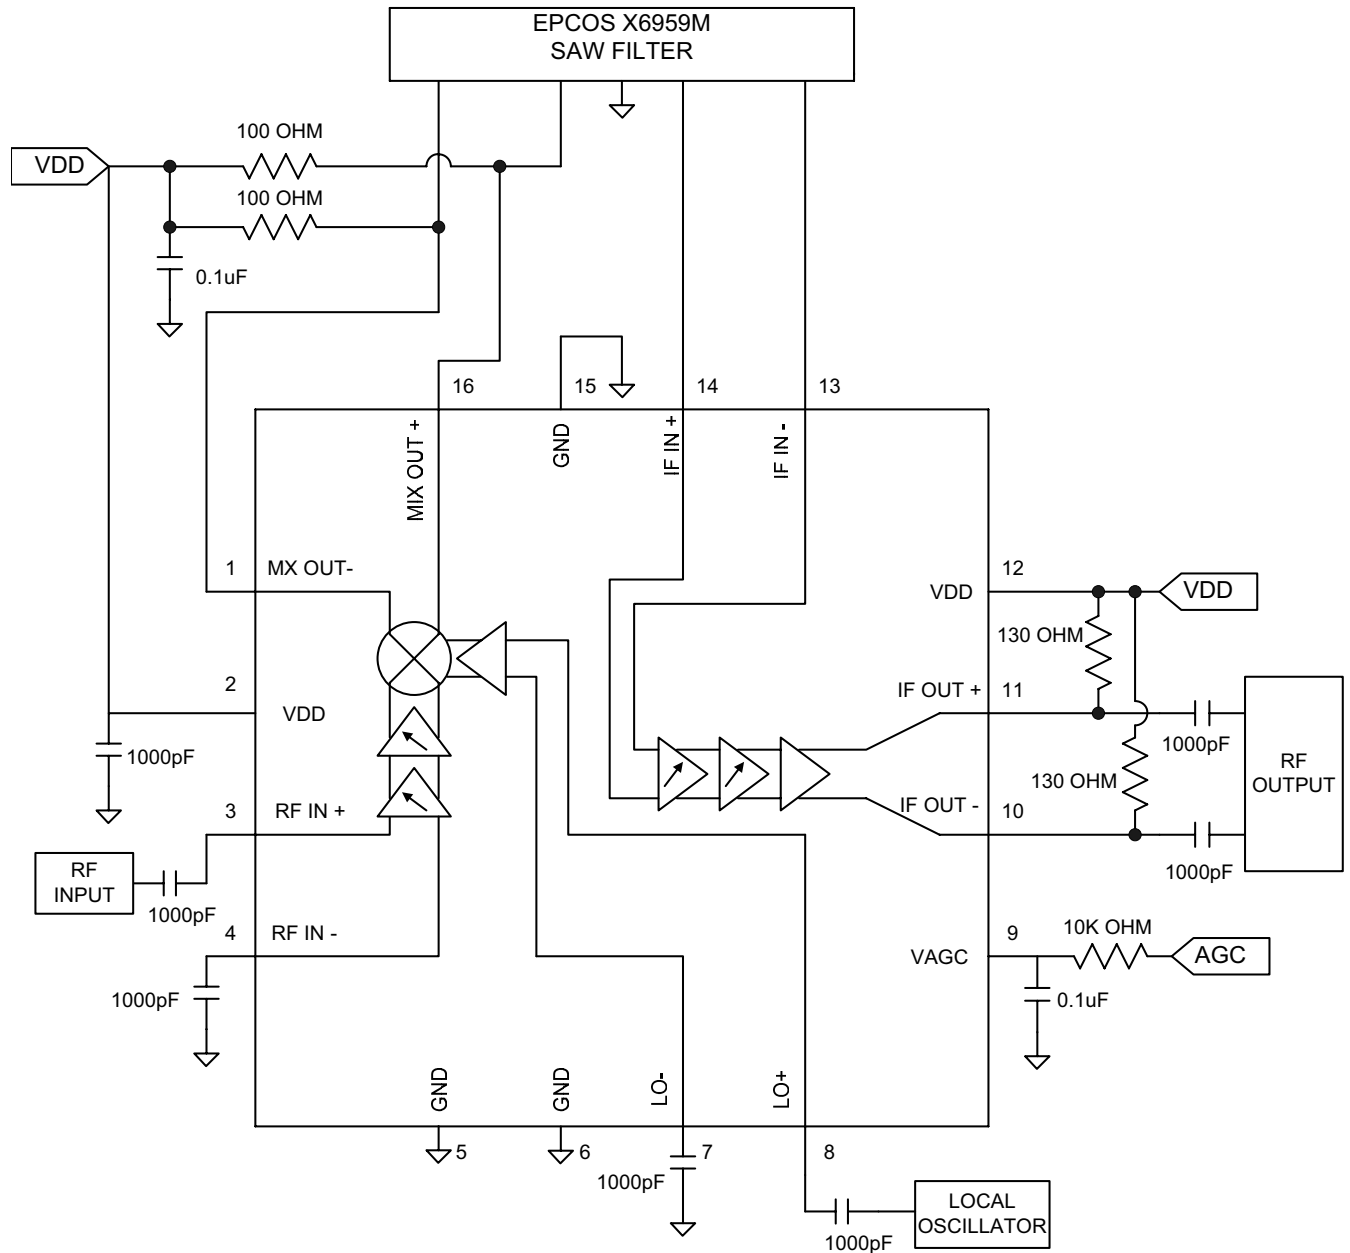 EPCOS X6959M
SAW FILTER
100 OHM
VDD
100 OHM
0.1uF
16
15
14
13
MIX OUT +
GND
IF IN +
IF IN -
1
MX OUT-
12
VDD
VDD
130 OHM
2
VDD
IF OUT +
11
1000pF
1000pF
130 OHM
RF
OUTPUT
3
RF IN +
IF OUT -
10
RF
INPUT
1000pF
1000pF
4
RF IN -
9
10K OHM
VAGC
AGC
1000pF
0.1uF
GND
GND
LO-
LO+
5
6
7
8
1000pF
LOCAL
OSCILLATOR
1000pF